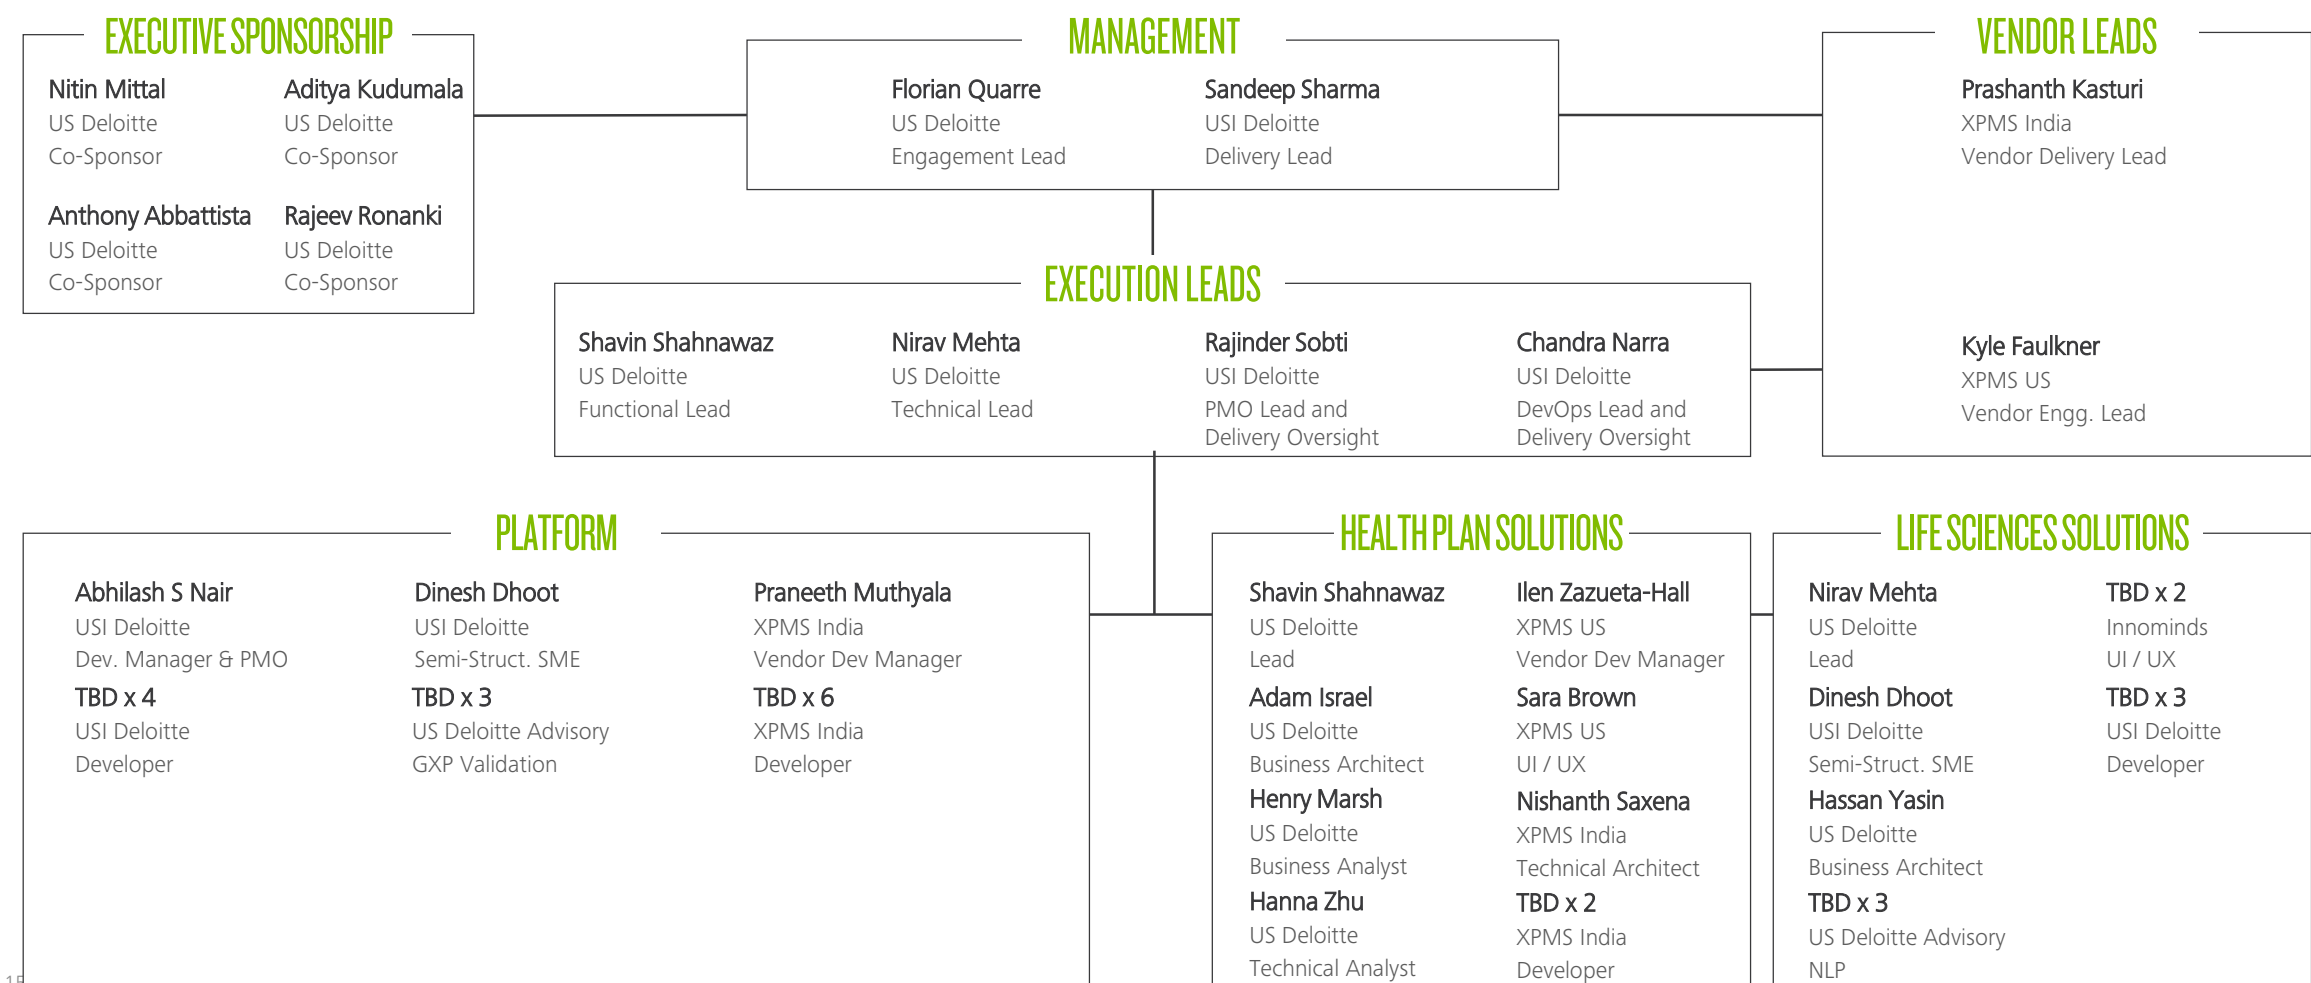 EXECUTIVE SPONSORSHIP
Nitin Mittal
US Deloitte
Co-Sponsor
Aditya Kudumala
US Deloitte
Co-Sponsor
Anthony Abbattista
US Deloitte
Co-Sponsor
Rajeev Ronanki
US Deloitte
Co-Sponsor
MANAGEMENT
Florian Quarre
US Deloitte
Engagement Lead
Sandeep Sharma
USI Deloitte
Delivery Lead
VENDOR LEADS
Prashanth Kasturi
XPMS India
Vendor Delivery Lead
Kyle Faulkner
XPMS US
Vendor Engg. Lead
EXECUTION LEADS
Shavin Shahnawaz
US Deloitte
Functional Lead
Nirav Mehta
US Deloitte
Technical Lead
Rajinder Sobti
USI Deloitte
PMO Lead and
Delivery Oversight
Chandra Narra
USI Deloitte
DevOps Lead and
Delivery Oversight
PLATFORM
Abhilash S Nair
USI Deloitte
Dev. Manager & PMO
TBD x 4
USI Deloitte
Developer
Dinesh Dhoot
USI Deloitte
Semi-Struct. SME
TBD x 3
US Deloitte Advisory
GXP Validation
Praneeth Muthyala
XPMS India
Vendor Dev Manager
TBD x 6
XPMS India
Developer
HEALTH PLAN SOLUTIONS
Shavin Shahnawaz
US Deloitte
Lead
Adam Israel
US Deloitte
Business Architect
Henry Marsh
US Deloitte
Business Analyst
Hanna Zhu
US Deloitte
Technical Analyst
Ilen Zazueta-Hall
XPMS US
Vendor Dev Manager
Sara Brown
XPMS US
UI / UX
Nishanth Saxena
XPMS India
Technical Architect
TBD x 2
XPMS India
Developer
LIFE SCIENCES SOLUTIONS
Nirav Mehta
US Deloitte
Lead
Dinesh Dhoot
USI Deloitte
Semi-Struct. SME
Hassan Yasin
US Deloitte
Business Architect
TBD x 3
US Deloitte Advisory
NLP
TBD x 2
Innominds
UI / UX
TBD x 3
USI Deloitte
Developer